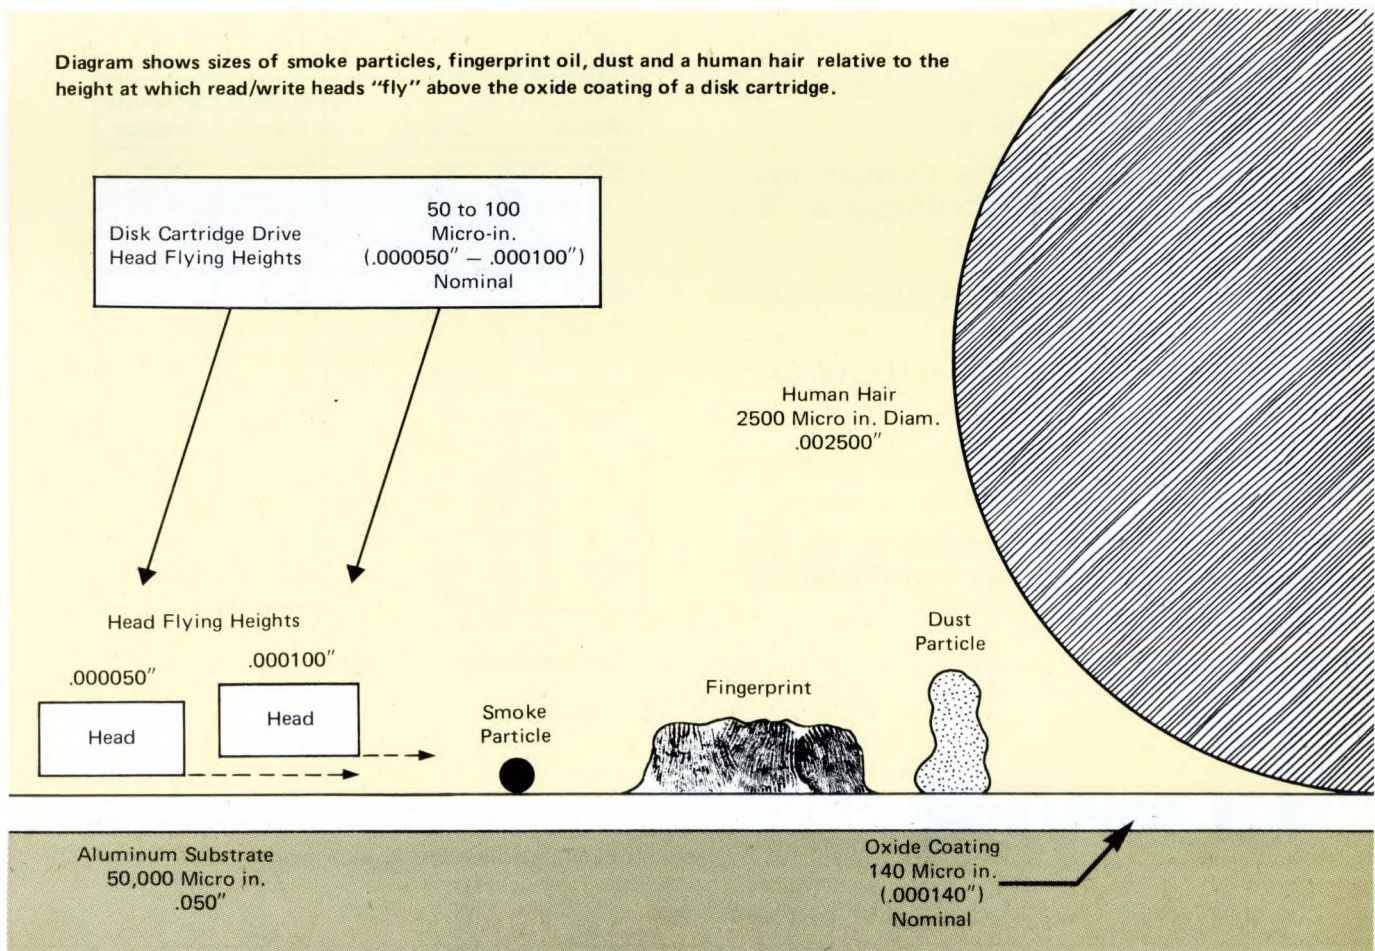 Diagram shows sizes of smoke particles, fingerprint oil, dust and a human hair relative to the
height at which read/write heads “fly” above the oxide coating of a disk cartridge.
Disk Cartridge Drive
Head Flying Heights
50 to 100
Micro-in.
(.000050″ – .000100″)
Nominal
Human Hair
2500 Micro in. Diam.
.002500″
Head Flying Heights
.000050″
.000100″
Head
Head
Smoke
Particle
Fingerprint
Dust
Particle
Aluminum Substrate
50,000 Micro in.
.050″
Oxide Coating
140 Micro in.
(.000140″)
Nominal